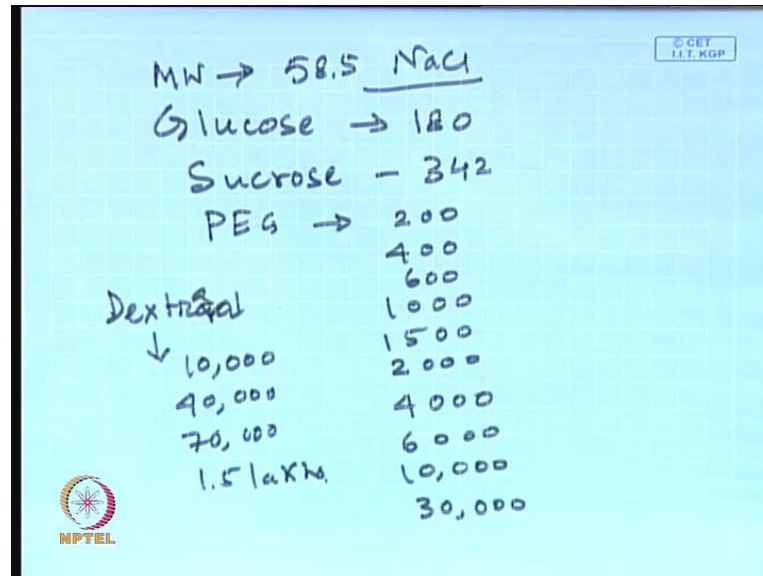 © CET
I.I.T. KGP
MW → 58.5 NaCl
Glucose → 180
Sucrose - 342
PEG → 200
400
600
1000
1500
2000
4000
6000
10,000
30,000
↓ 10,000
40,000
70,000
1.5 lakhs.
NPTEL